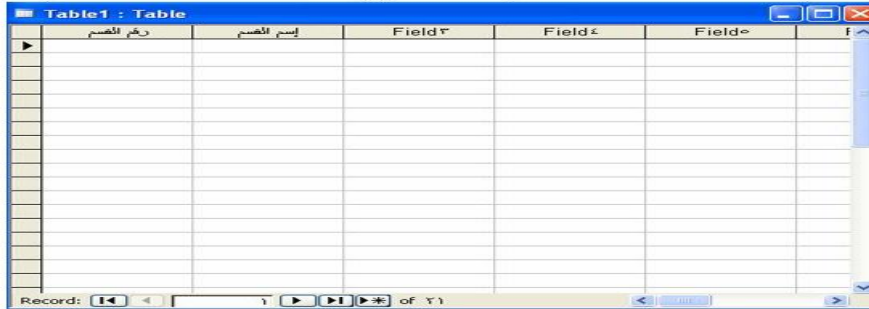 Table1 : Table
رقم القسم إسم القسم Field٣ Field٤ Field٥ F
Record: ١ of ٢١